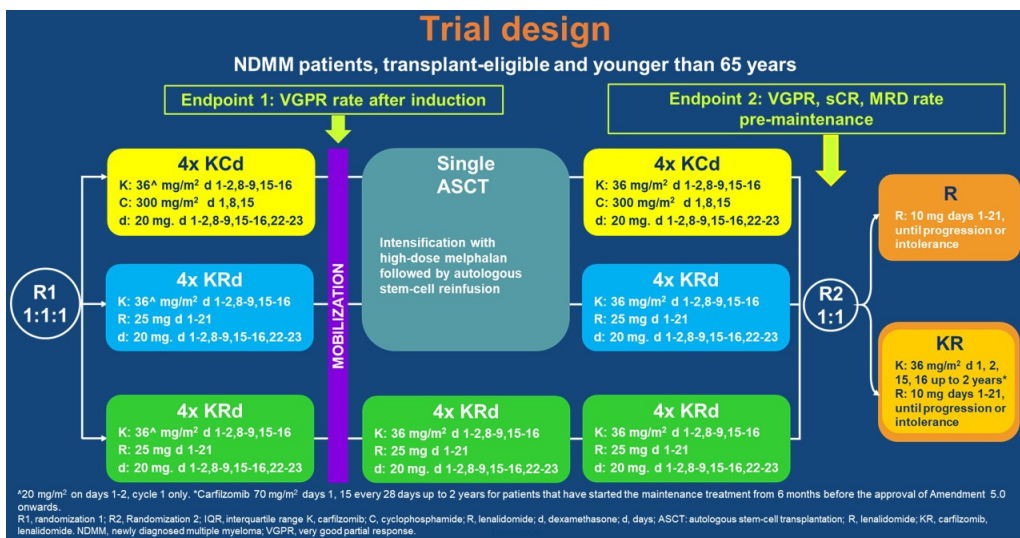 Trial design
NDMM patients, transplant-eligible and younger than 65 years
Endpoint 1: VGPR rate after induction
Endpoint 2: VGPR, sCR, MRD rate
pre-maintenance
R1
1:1:1
4x KCd
K: 36^ mg/m² d 1-2,8-9,15-16
C: 300 mg/m² d 1,8,15
d: 20 mg. d 1-2,8-9,15-16,22-23
4x KRd
K: 36^ mg/m² d 1-2,8-9,15-16
R: 25 mg d 1-21
d: 20 mg. d 1-2,8-9,15-16,22-23
4x KRd
K: 36^ mg/m² d 1-2,8-9,15-16
R: 25 mg d 1-21
d: 20 mg. d 1-2,8-9,15-16,22-23
MOBILIZATION
Single
ASCT
Intensification with
high-dose melphalan
followed by autologous
stem-cell reinfusion
4x KRd
K: 36 mg/m² d 1-2,8-9,15-16
R: 25 mg d 1-21
d: 20 mg. d 1-2,8-9,15-16,22-23
4x KCd
K: 36 mg/m² d 1-2,8-9,15-16
C: 300 mg/m² d 1,8,15
d: 20 mg. d 1-2,8-9,15-16,22-23
4x KRd
K: 36 mg/m² d 1-2,8-9,15-16
R: 25 mg d 1-21
d: 20 mg. d 1-2,8-9,15-16,22-23
4x KRd
K: 36 mg/m² d 1-2,8-9,15-16
R: 25 mg d 1-21
d: 20 mg. d 1-2,8-9,15-16,22-23
R2
1:1
R
R: 10 mg days 1-21,
until progression or
intolerance
KR
K: 36 mg/m² d 1, 2,
15, 16 up to 2 years*
R: 10 mg days 1-21,
until progression or
intolerance
^20 mg/m² on days 1-2, cycle 1 only. *Carfilzomib 70 mg/m² days 1, 15 every 28 days up to 2 years for patients that have started the maintenance treatment from 6 months before the approval of Amendment 5.0
onwards.
R1, randomization 1; R2, Randomization 2; IQR, interquartile range K, carfilzomib; C, cyclophosphamide; R, lenalidomide; d, dexamethasone; d, days; ASCT: autologous stem-cell transplantation; R, lenalidomide; KR, carfilzomib,
lenalidomide. NDMM, newly diagnosed multiple myeloma; VGPR, very good partial response.